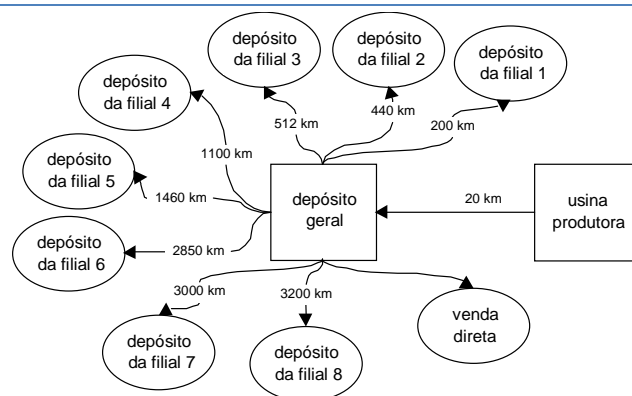 depósito
da filial 3
depósito
da filial 2
depósito
da filial 1
depósito
da filial 4
512 km
440 km
200 km
1100 km
depósito
da filial 5
1460 km
depósito
geral
20 km
usina
produtora
depósito
da filial 6
2850 km
3000 km
3200 km
venda
direta
depósito
da filial 7
depósito
da filial 8